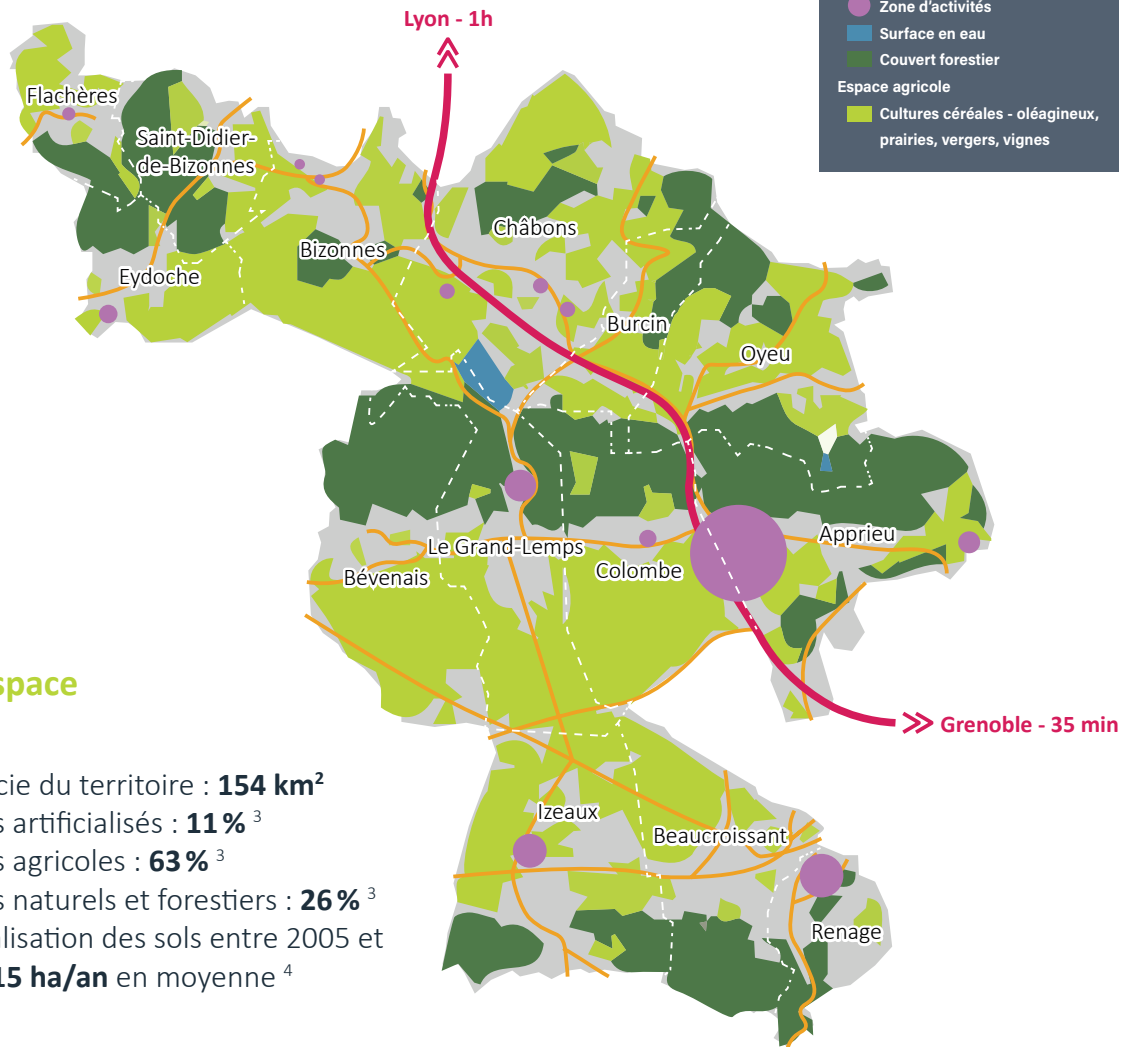 Lyon - 1h
Zone d'activités
Surface en eau
Couvert forestier
Espace agricole
Cultures céréales - oléagineux,
prairies, vergers, vignes
Flachères
Saint-Didier-
de-Bizonnes
Châbons
Bizonnes
Eydoche
Burcin
Oyeu
Apprieu
Le Grand-Lemps
Colombe
Bévenais
space
Grenoble - 35 min
cie du territoire : 154 km²
s artificialisés : 11 % ³
s agricoles : 63 % ³
s naturels et forestiers : 26 % ³
alisation des sols entre 2005 et
15 ha/an en moyenne ⁴
Izeaux
Beaucroissant
Renage